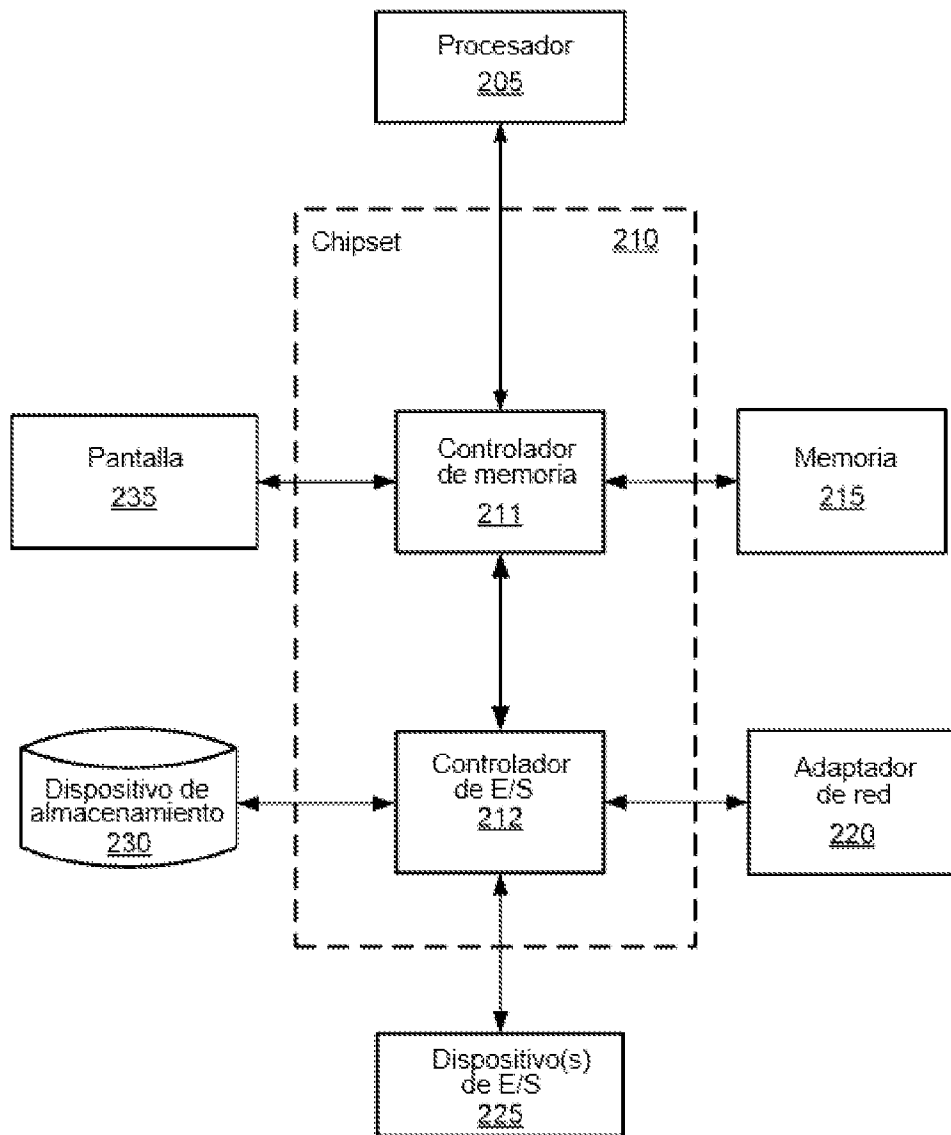 Procesador
205
Chipset
210
Pantalla
235
Controlador
de memoria
211
Memoria
215
Dispositivo de
almacenamiento
230
Controlador
de E/S
212
Adaptador
de red
220
Dispositivo(s)
de E/S
225